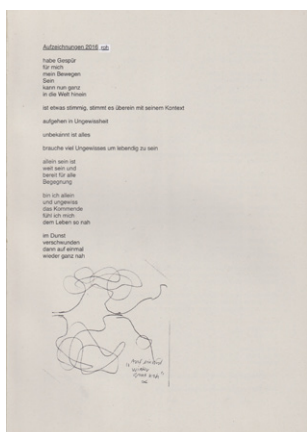 Aufzeichnungen 2016 ich
habe Gespür
für mich
mein Bewegen
Sein
kann nun ganz
in die Welt hinein
ist etwas stimmig, stimmt es überein mit seinem Kontext
aufgehen in Ungewissheit
unbekannt ist alles
brauche viel Ungewisses um lebendig zu sein
allein sein ist
weit sein und
bereit für alle
Begegnung
bin ich allein
und ungewiss
das Kommende
fühl ich mich
dem Leben so nah
im Dunst
verschwunden
dann auf einmal
wieder ganz nah